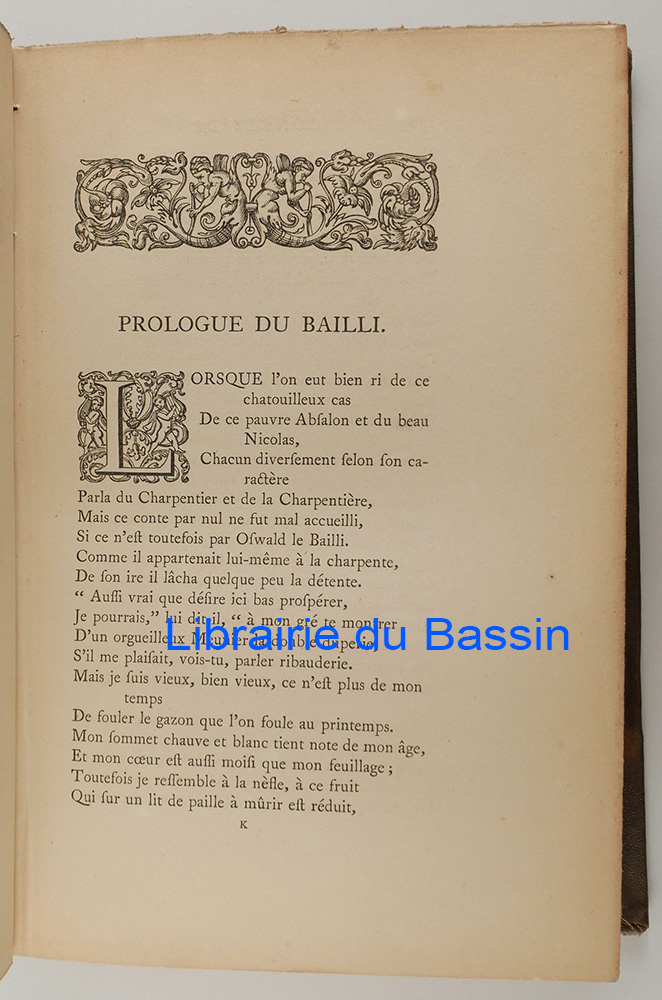 PROLOGUE DU BAILLI.
LORSQUE l'on eut bien ri de ce
chatouilleux cas
De ce pauvre Abſalon et du beau
Nicolas,
Chacun diverſement ſelon ſon ca-
ractère
Parla du Charpentier et de la Charpentière,
Mais ce conte par nul ne fut mal accueilli,
Si ce n'eſt toutefois par Oſwald le Bailli.
Comme il appartenait lui-même à la charpente,
De ſon ire il lâcha quelque peu la détente.
“ Auſſi vrai que déſire ici bas proſpérer,
Je pourrais,” lui dit il, “ à mon gré te montrer
D'un orgueilleux Meunier la double duperie,
S'il me plaiſait, vois-tu, parler ribauderie.
Mais je ſuis vieux, bien vieux, ce n'eſt plus de mon
temps
De fouler le gazon que l'on foule au printemps.
Mon ſommet chauve et blanc tient note de mon âge,
Et mon cœur eſt auſſi moiſi que mon feuillage ;
Toutefois je reſſemble à la nèfle, à ce fruit
Qui ſur un lit de paille à mûrir eſt réduit,
K
Librairie du Bassin